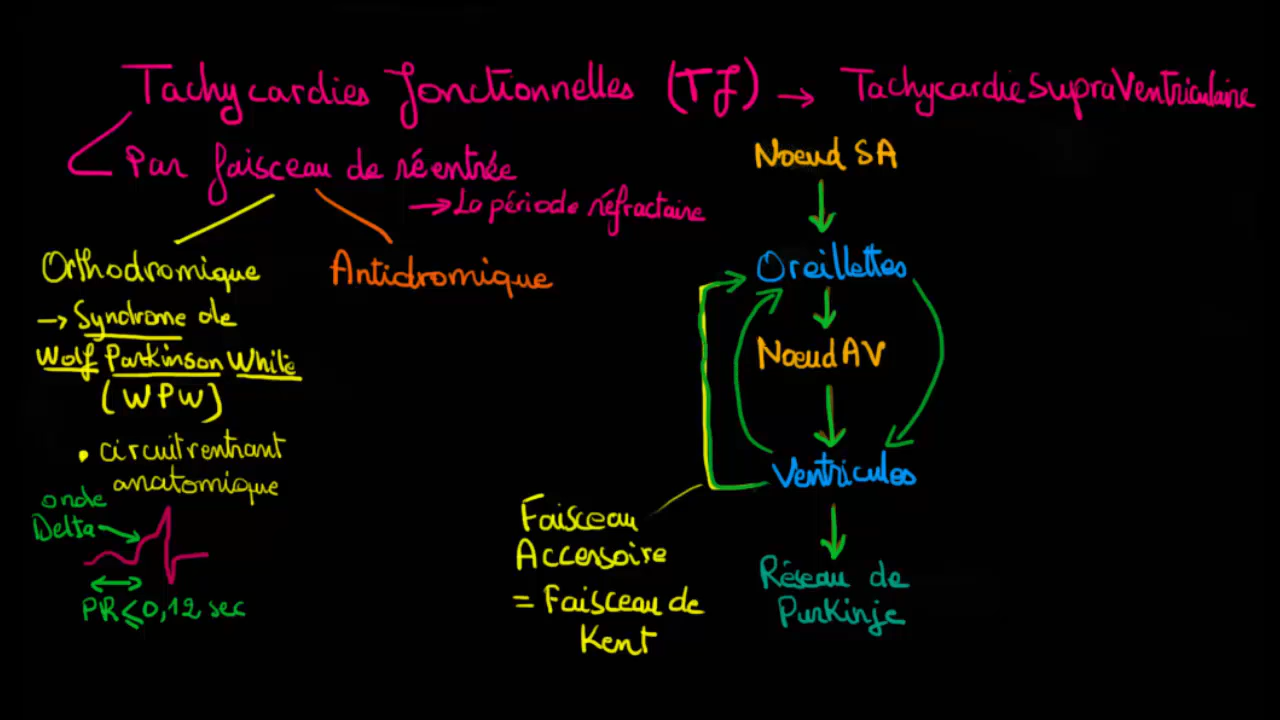 Tachycardies fonctionnelles (TF) → Tachycardie SupraVentriculaire
Par faisceau de réentrée
→ La période réfractaire
Orthodromique
→ Syndrome de
Wolf Parkinson White
(WPW)
• circuit rentrant
anatomique
onde
Delta
PR ≤ 0,12 sec
Antidromique
Noeud SA
Oreillettes
Noeud AV
Ventricules
Réseau de
Purkinje
Faisceau
Accessoire
= Faisceau de
Kent